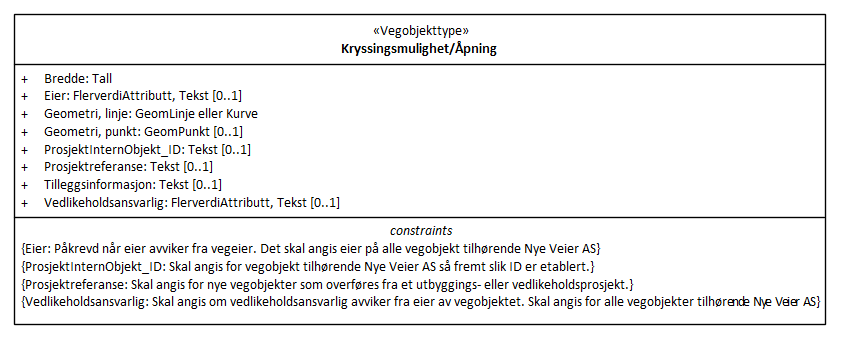 «Vegobjekttype»
Kryssingsmulighet/Åpning
+ Bredde: Tall
+ Eier: FlerverdiAttributt, Tekst [0..1]
+ Geometri, linje: GeomLinje eller Kurve
+ Geometri, punkt: GeomPunkt [0..1]
+ ProsjektInternObjekt_ID: Tekst [0..1]
+ Prosjektreferanse: Tekst [0..1]
+ Tilleggsinformasjon: Tekst [0..1]
+ Vedlikeholdsansvarlig: FlerverdiAttributt, Tekst [0..1]
constraints
{Eier: Påkrevd når eier avviker fra vegeier. Det skal angis eier på alle vegobjekt tilhørende Nye Veier AS}
{ProsjektInternObjekt_ID: Skal angis for vegobjekt tilhørende Nye Veier AS så fremt slik ID er etablert.}
{Prosjektreferanse: Skal angis for nye vegobjekter som overføres fra et utbyggings- eller vedlikeholdsprosjekt.}
{Vedlikeholdsansvarlig: Skal angis om vedlikeholdsansvarlig avviker fra eier av vegobjektet. Skal angis for alle vegobjekter tilhørende Nye Veier AS}